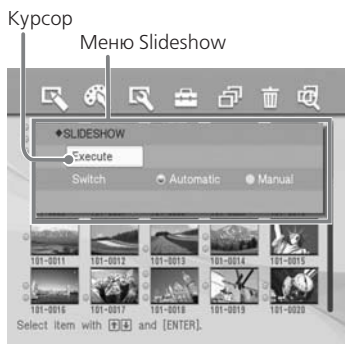 Курсор
Меню Slideshow
♦SLIDESHOW
Execute
Switch Automatic Manual
101-0011 101-0012 101-0013 101-0014 101-0015
101-0016 101-0017 101-0018 101-0019 101-0020
Select item with [↑][↓] and [ENTER].